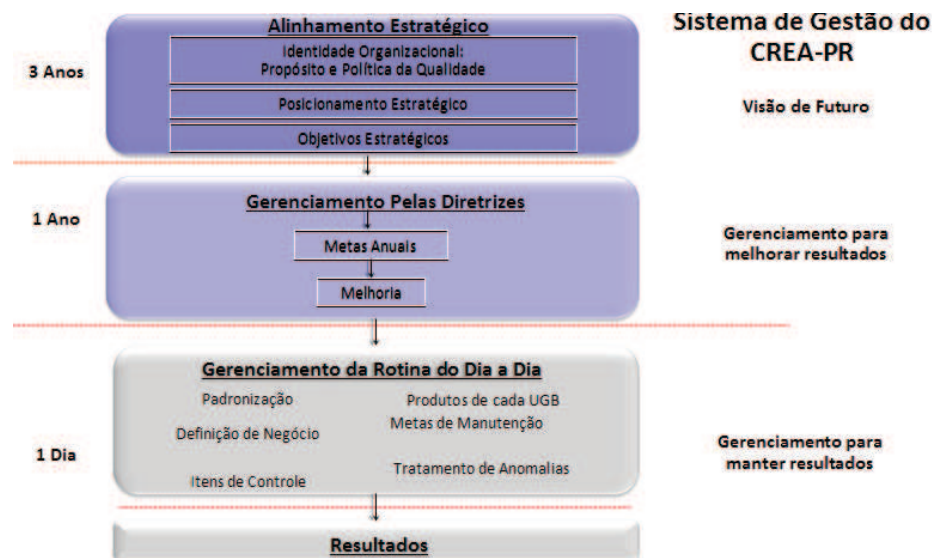 Sistema de Gestão do
CREA-PR
3 Anos
Alinhamento Estratégico
Identidade Organizacional:
Propósito e Política da Qualidade
Posicionamento Estratégico
Objetivos Estratégicos
Visão de Futuro
1 Ano
Gerenciamento Pelas Diretrizes
Metas Anuais
Melhoria
Gerenciamento para
melhorar resultados
1 Dia
Gerenciamento da Rotina do Dia a Dia
Padronização
Produtos de cada UGB
Definição de Negócio
Metas de Manutenção
Itens de Controle
Tratamento de Anomalias
Gerenciamento para
manter resultados
Resultados